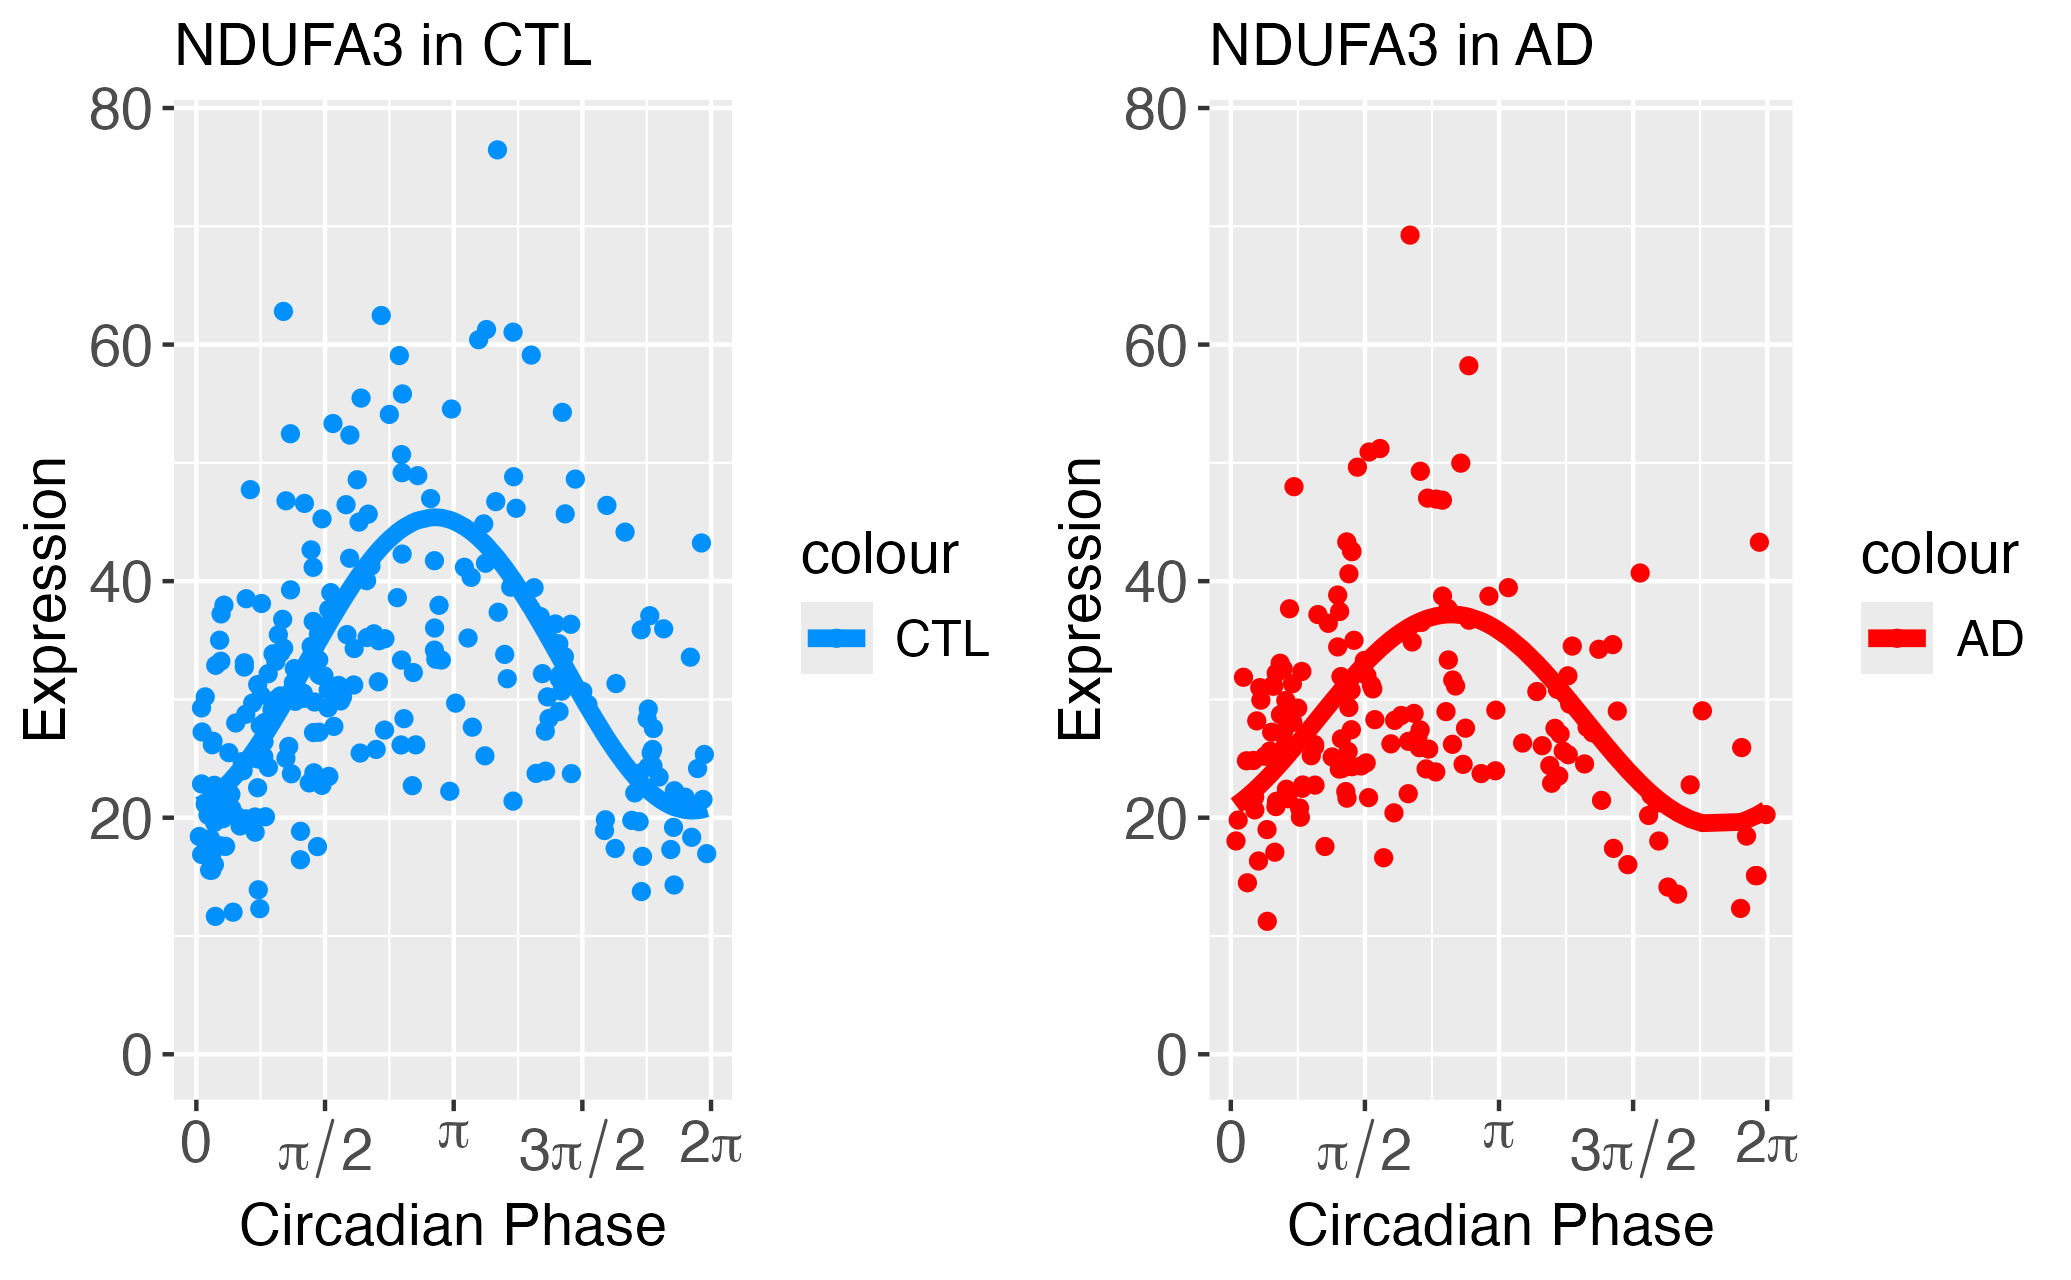 NDUFA3 in CTL
80
60
40
20
0
Expression
0 π/2 π 3π/2 2π
Circadian Phase
colour
CTL
NDUFA3 in AD
80
60
40
20
0
Expression
0 π/2 π 3π/2 2π
Circadian Phase
colour
AD